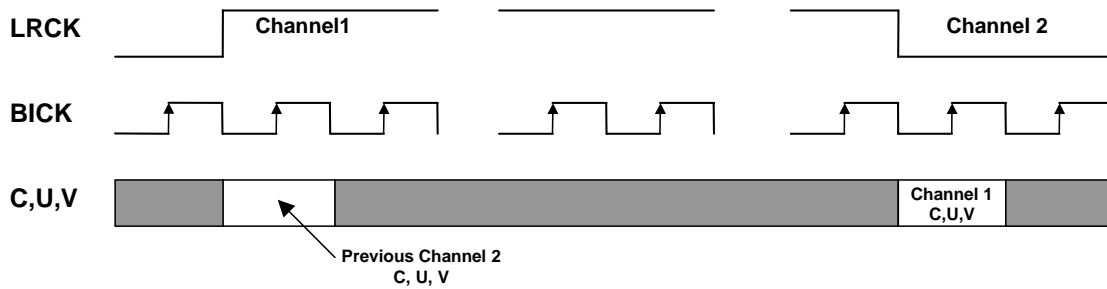 LRCK
Channel1
Channel 2
BICK
C,U,V
Channel 1
C,U,V
Previous Channel 2
C, U, V